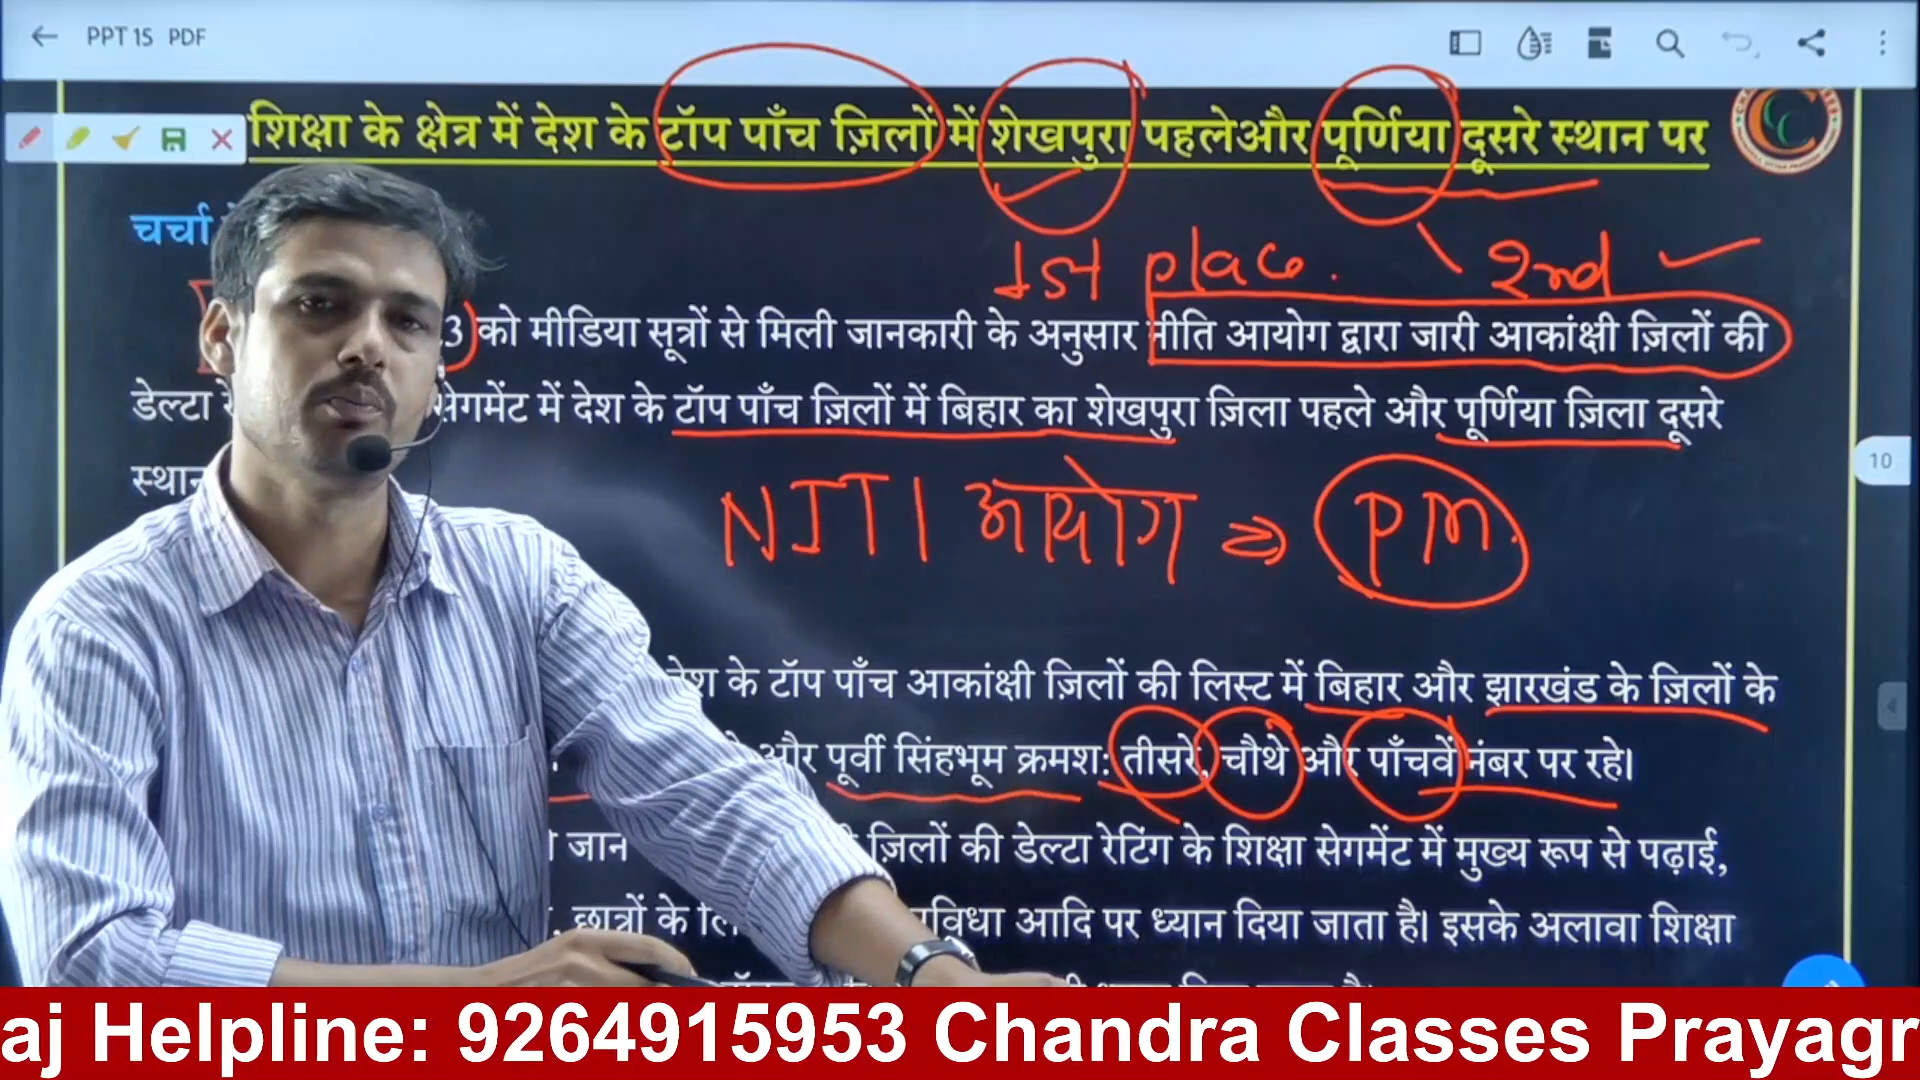 PPT 15 PDF
शिक्षा के क्षेत्र में देश के टॉप पाँच ज़िलों में शेखपुरा पहलेऔर पूर्णिया दूसरे स्थान पर
चर्चा
1st place. 2nd
3) को मीडिया सूत्रों से मिली जानकारी के अनुसार नीति आयोग द्वारा जारी आकांक्षी ज़िलों की
डेल्टा सेगमेंट में देश के टॉप पाँच ज़िलों में बिहार का शेखपुरा ज़िला पहले और पूर्णिया ज़िला दूसरे
10
NITI आयोग ⇒ PM
देश के टॉप पाँच आकांक्षी ज़िलों की लिस्ट में बिहार और झारखंड के ज़िलों के
और पूर्वी सिंहभूम क्रमश: तीसरे, चौथे और पाँचवें नंबर पर रहे।
जान ज़िलों की डेल्टा रेटिंग के शिक्षा सेगमेंट में मुख्य रूप से पढ़ाई,
, छात्रों के आदि पर ध्यान दिया जाता है। इसके अलावा शिक्षा
aj Helpline: 9264915953 Chandra Classes Prayagr